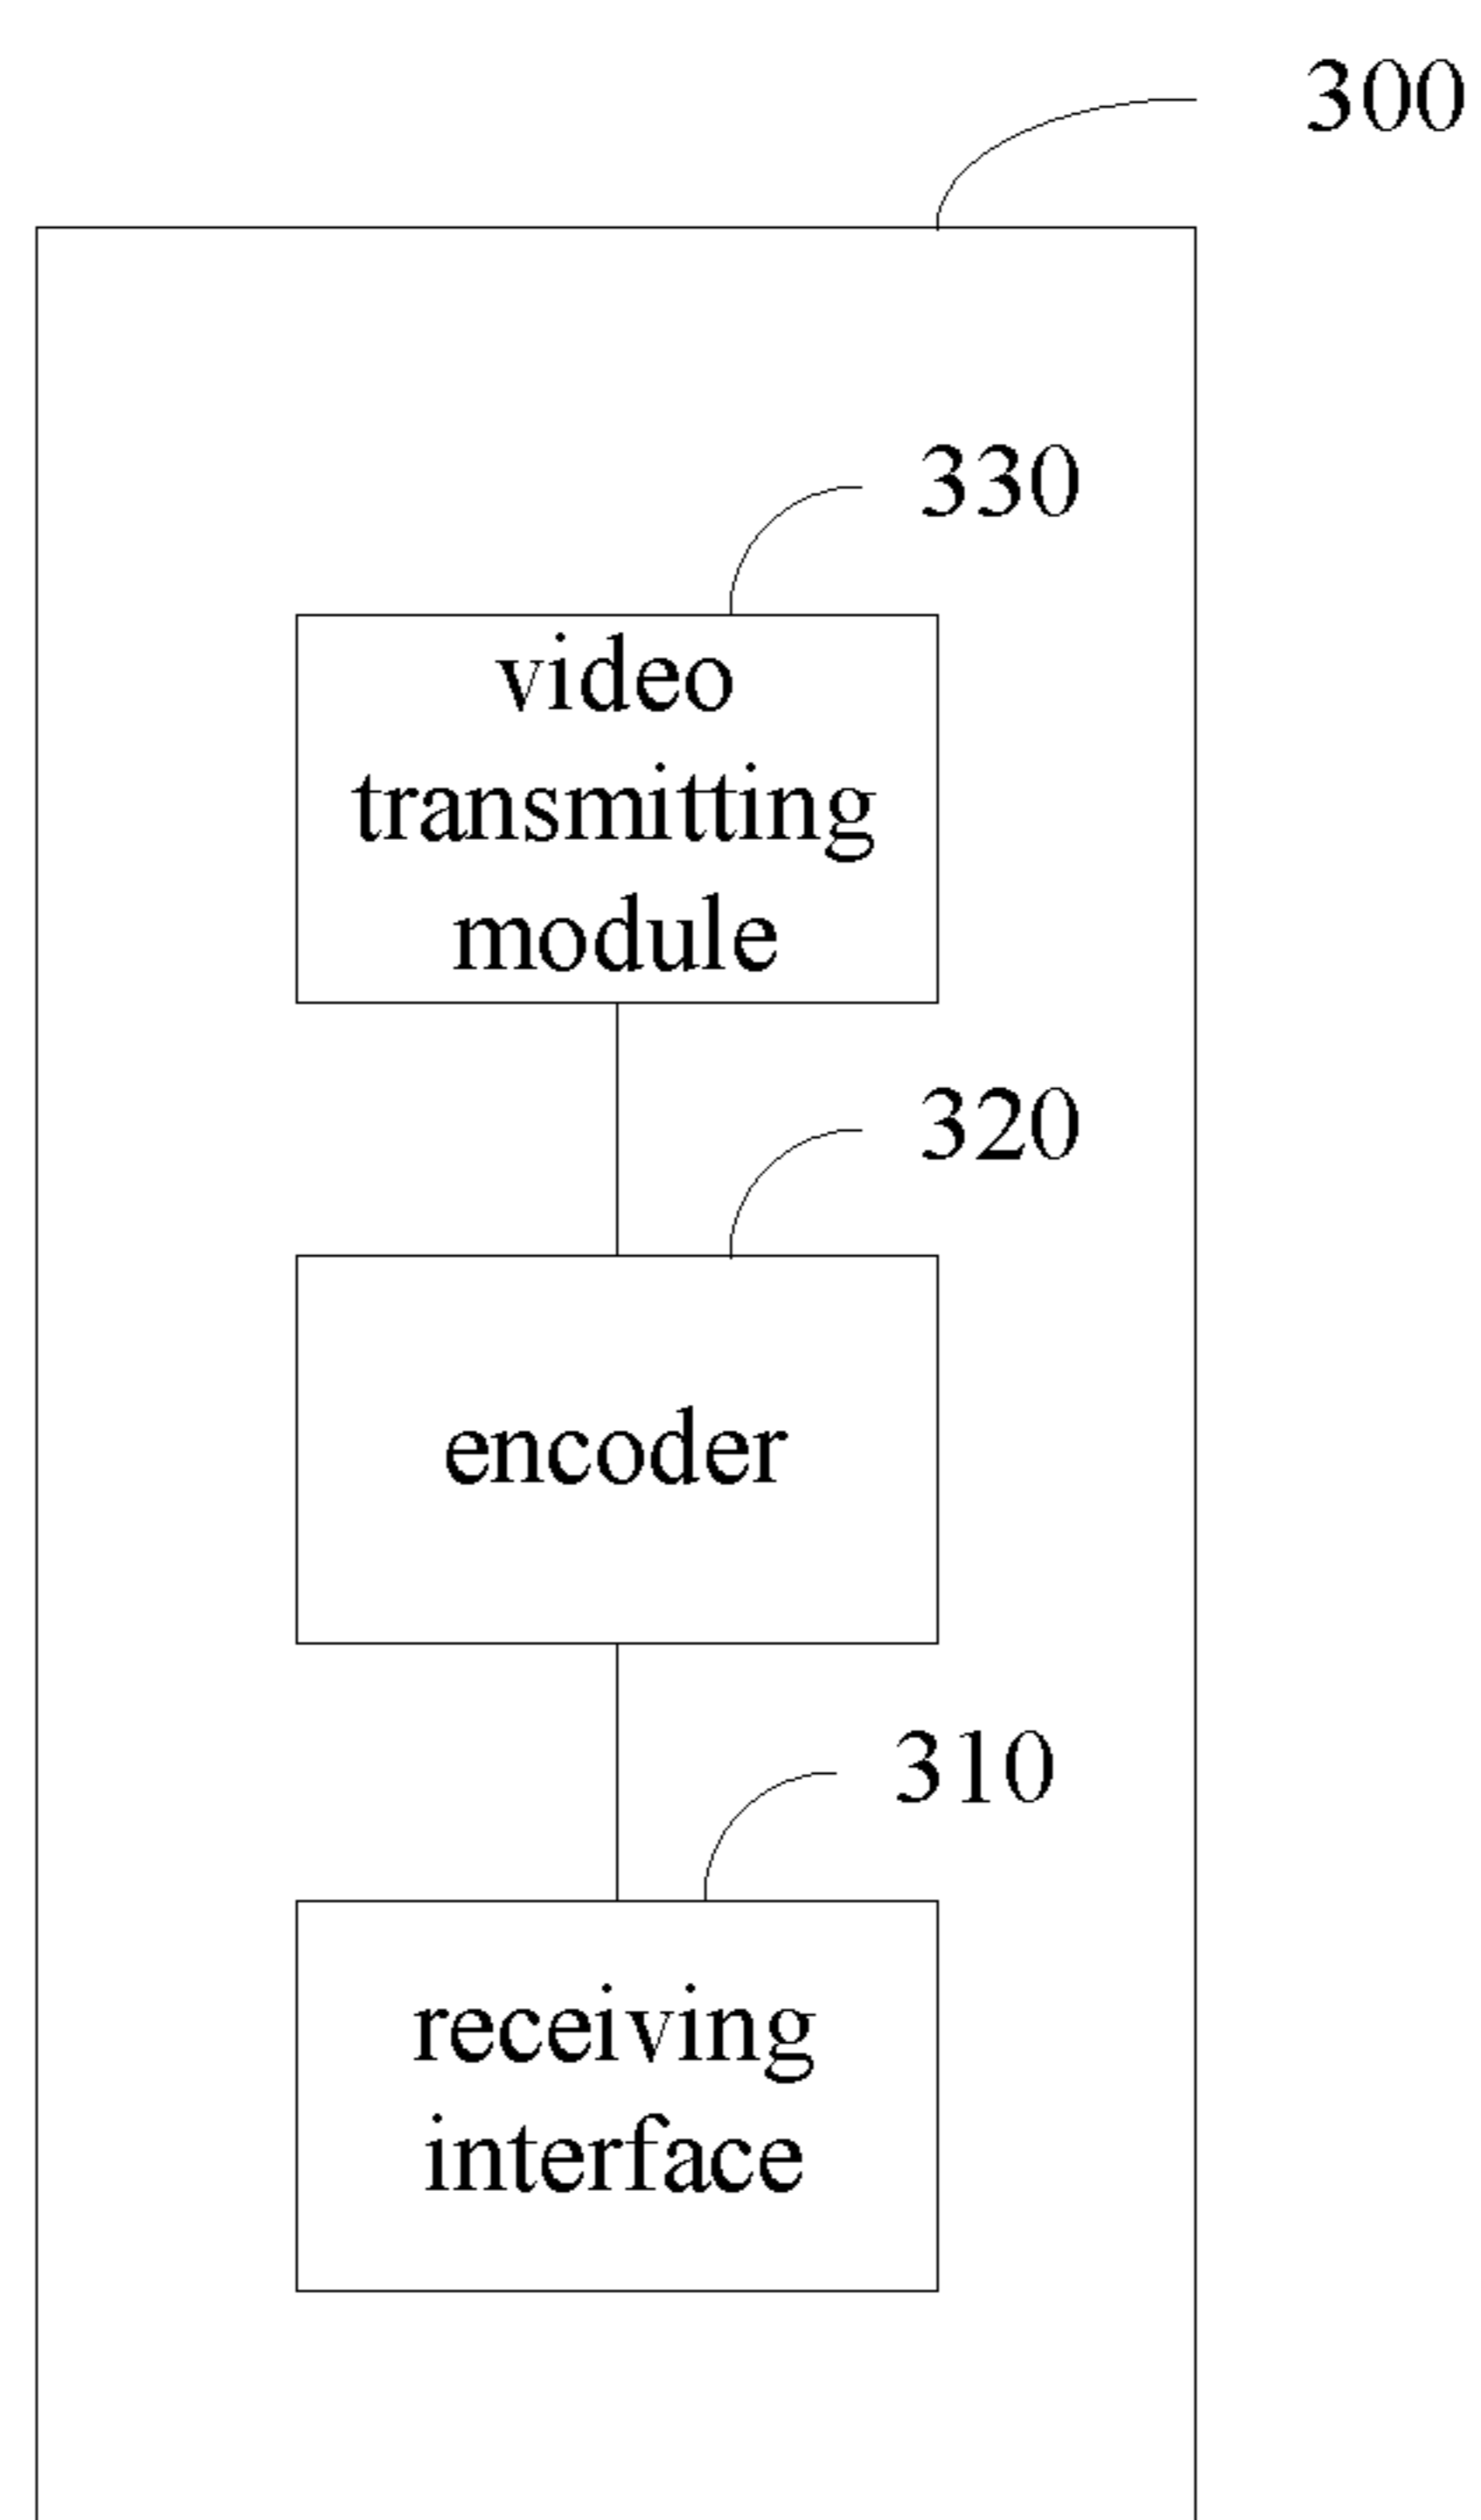 300
330
video
transmitting
module
320
encoder
310
receiving
interface